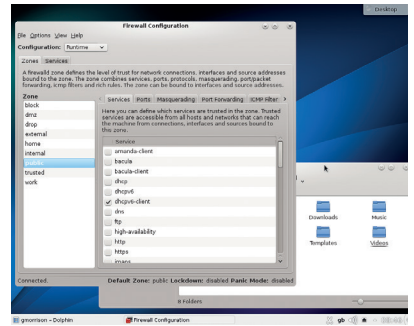 Desktop
Firewall Configuration
File Options View Help
Configuration: Runtime
Zones Services
A firewalld zone defines the level of trust for network connections, interfaces and source addresses
bound to the zone. The zone combines services, ports, protocols, masquerading, port/packet
forwarding, icmp filters and rich rules. The zone can be bound to interfaces and source addresses.
Zone
block
dmz
drop
external
home
internal
public
trusted
work
Services Ports Masquerading Port Forwarding ICMP Filter
Here you can define which services are trusted in the zone. Trusted
services are accessible from all hosts and networks that can reach
the machine from connections, interfaces and sources bound to
this zone.
Service
amanda-client
bacula
bacula-client
dhcp
dhcpv6
dhcpv6-client
dns
ftp
high-availability
http
https
imaps
Connected.
Default Zone: public Lockdown: disabled Panic Mode: disabled
Downloads
Music
Templates
Videos
8 Folders
gmorrison – Dolphin
Firewall Configuration
gb